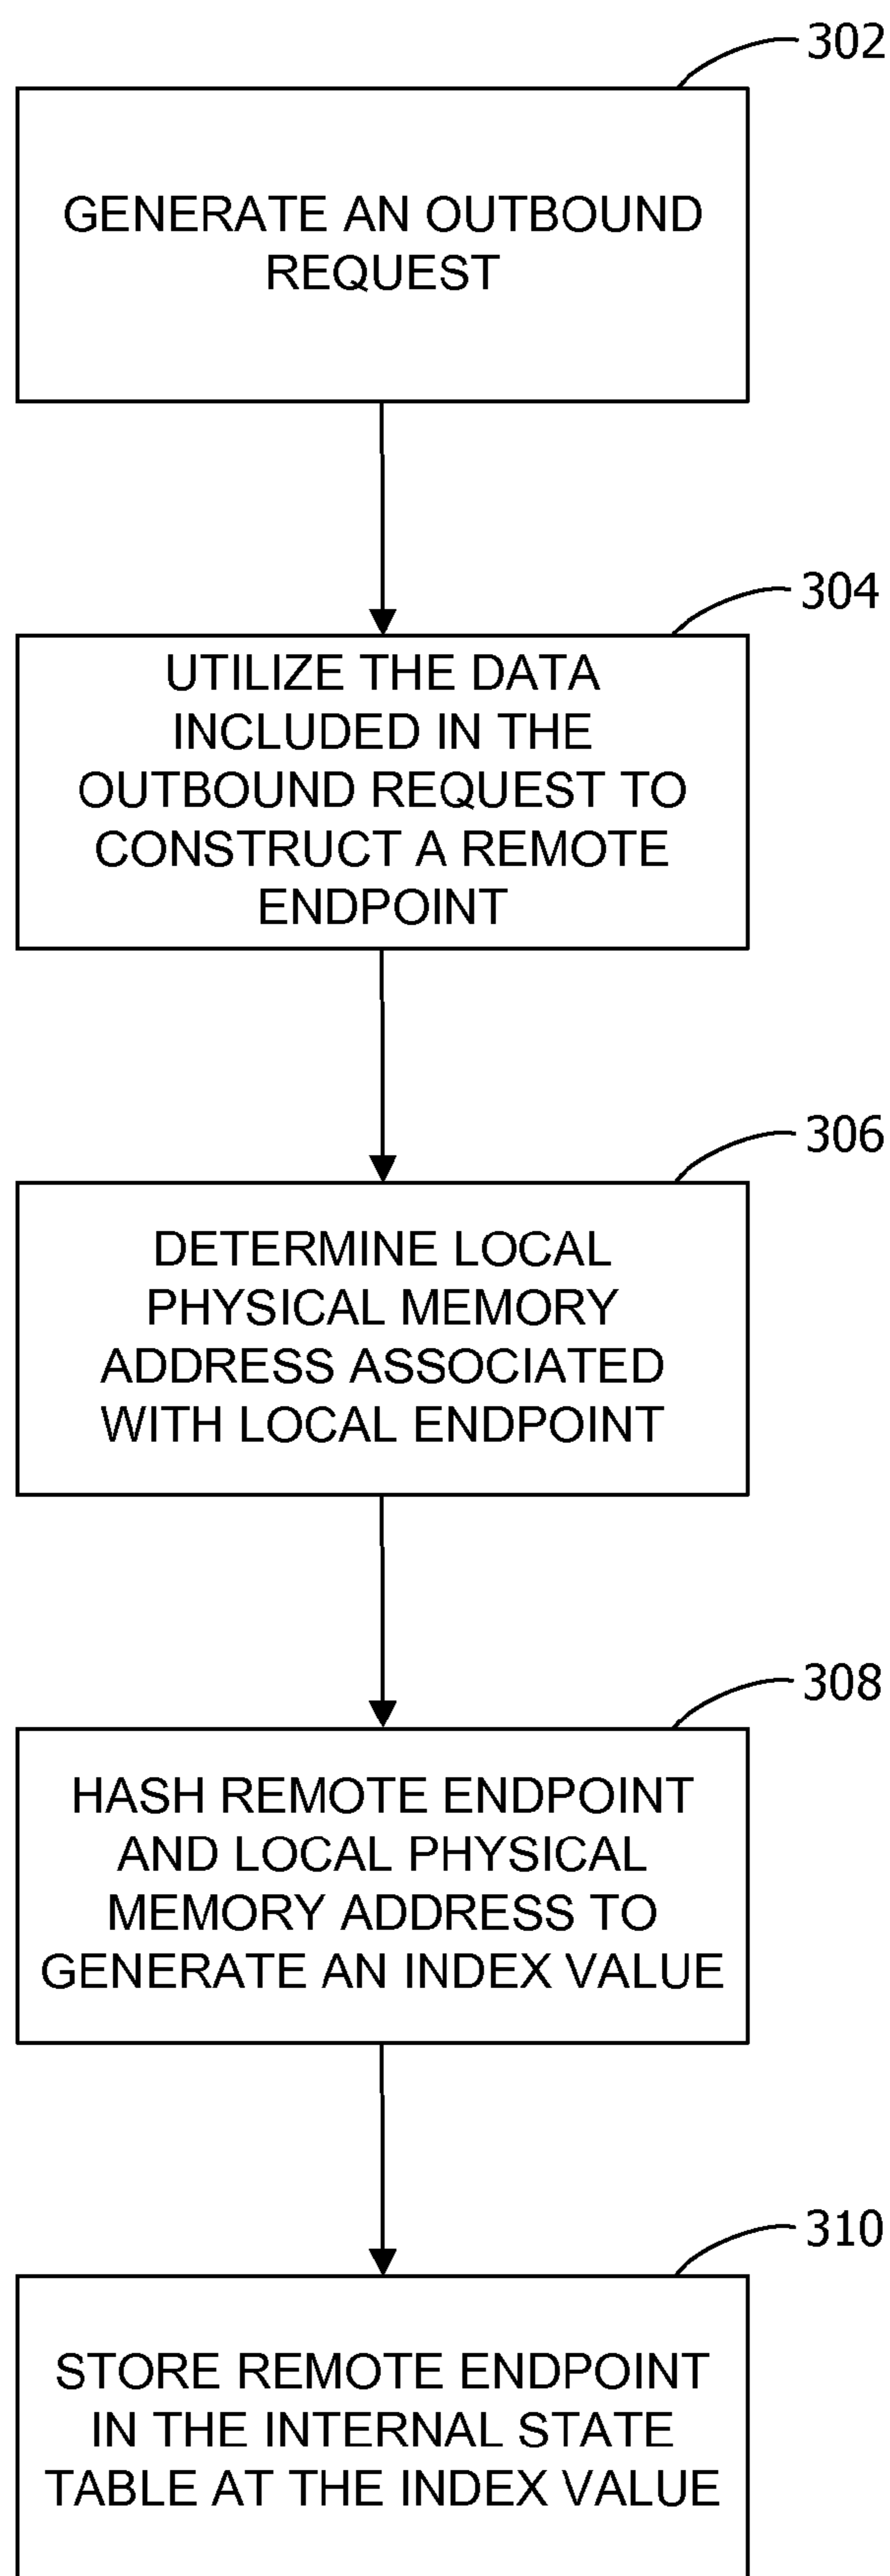 302
GENERATE AN OUTBOUND
REQUEST
304
UTILIZE THE DATA
INCLUDED IN THE
OUTBOUND REQUEST TO
CONSTRUCT A REMOTE
ENDPOINT
306
DETERMINE LOCAL
PHYSICAL MEMORY
ADDRESS ASSOCIATED
WITH LOCAL ENDPOINT
308
HASH REMOTE ENDPOINT
AND LOCAL PHYSICAL
MEMORY ADDRESS TO
GENERATE AN INDEX VALUE
310
STORE REMOTE ENDPOINT
IN THE INTERNAL STATE
TABLE AT THE INDEX VALUE